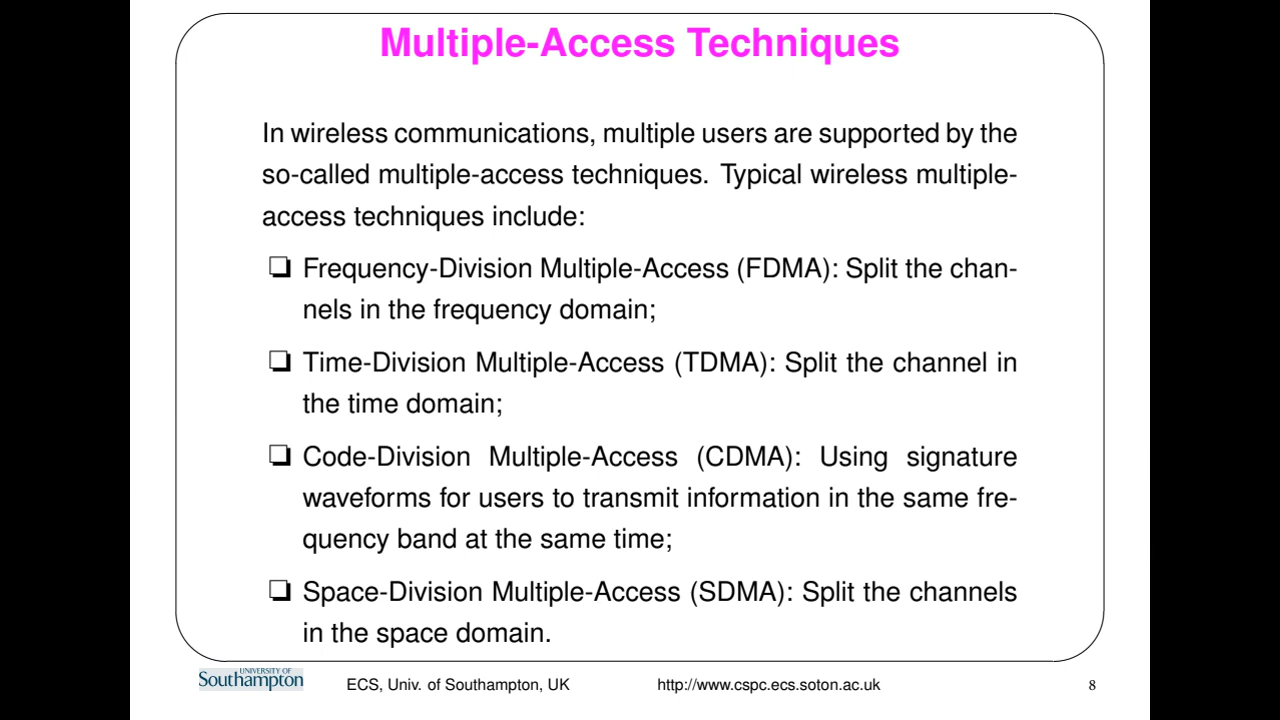 Multiple-Access Techniques
In wireless communications, multiple users are supported by the
so-called multiple-access techniques. Typical wireless multiple-
access techniques include:
❏ Frequency-Division Multiple-Access (FDMA): Split the chan-
nels in the frequency domain;
❏ Time-Division Multiple-Access (TDMA): Split the channel in
the time domain;
❏ Code-Division Multiple-Access (CDMA): Using signature
waveforms for users to transmit information in the same fre-
quency band at the same time;
❏ Space-Division Multiple-Access (SDMA): Split the channels
in the space domain.
UNIVERSITY OF
Southampton
ECS, Univ. of Southampton, UK http://www.cspc.ecs.soton.ac.uk 8